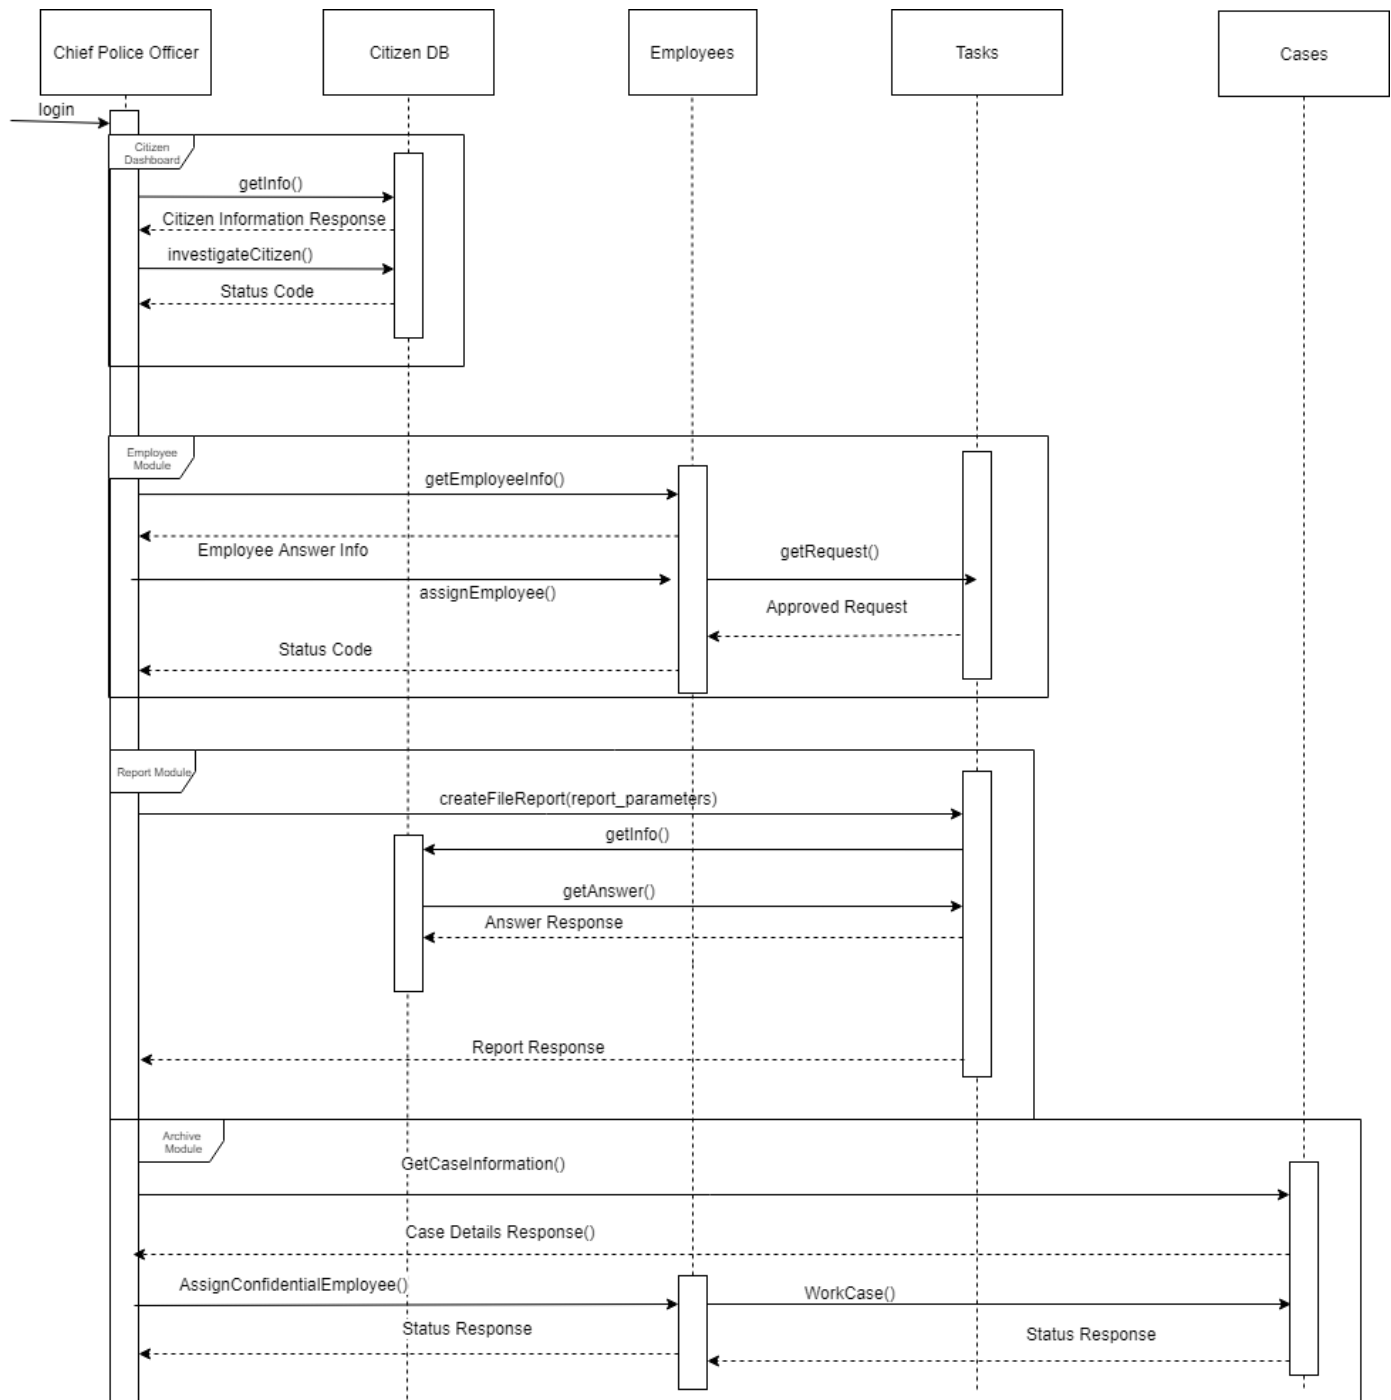 Chief Police Officer
Citizen DB
Employees
Tasks
Cases
login
Citizen
Dashboard
getInfo()
Citizen Information Response
investigateCitizen()
Status Code
Employee
Module
getEmployeeInfo()
Employee Answer Info
getRequest()
assignEmployee()
Approved Request
Status Code
Report Module
createFileReport(report_parameters)
getInfo()
getAnswer()
Answer Response
Report Response
Archive
Module
GetCaseInformation()
Case Details Response()
AssignConfidentialEmployee()
WorkCase()
Status Response
Status Response